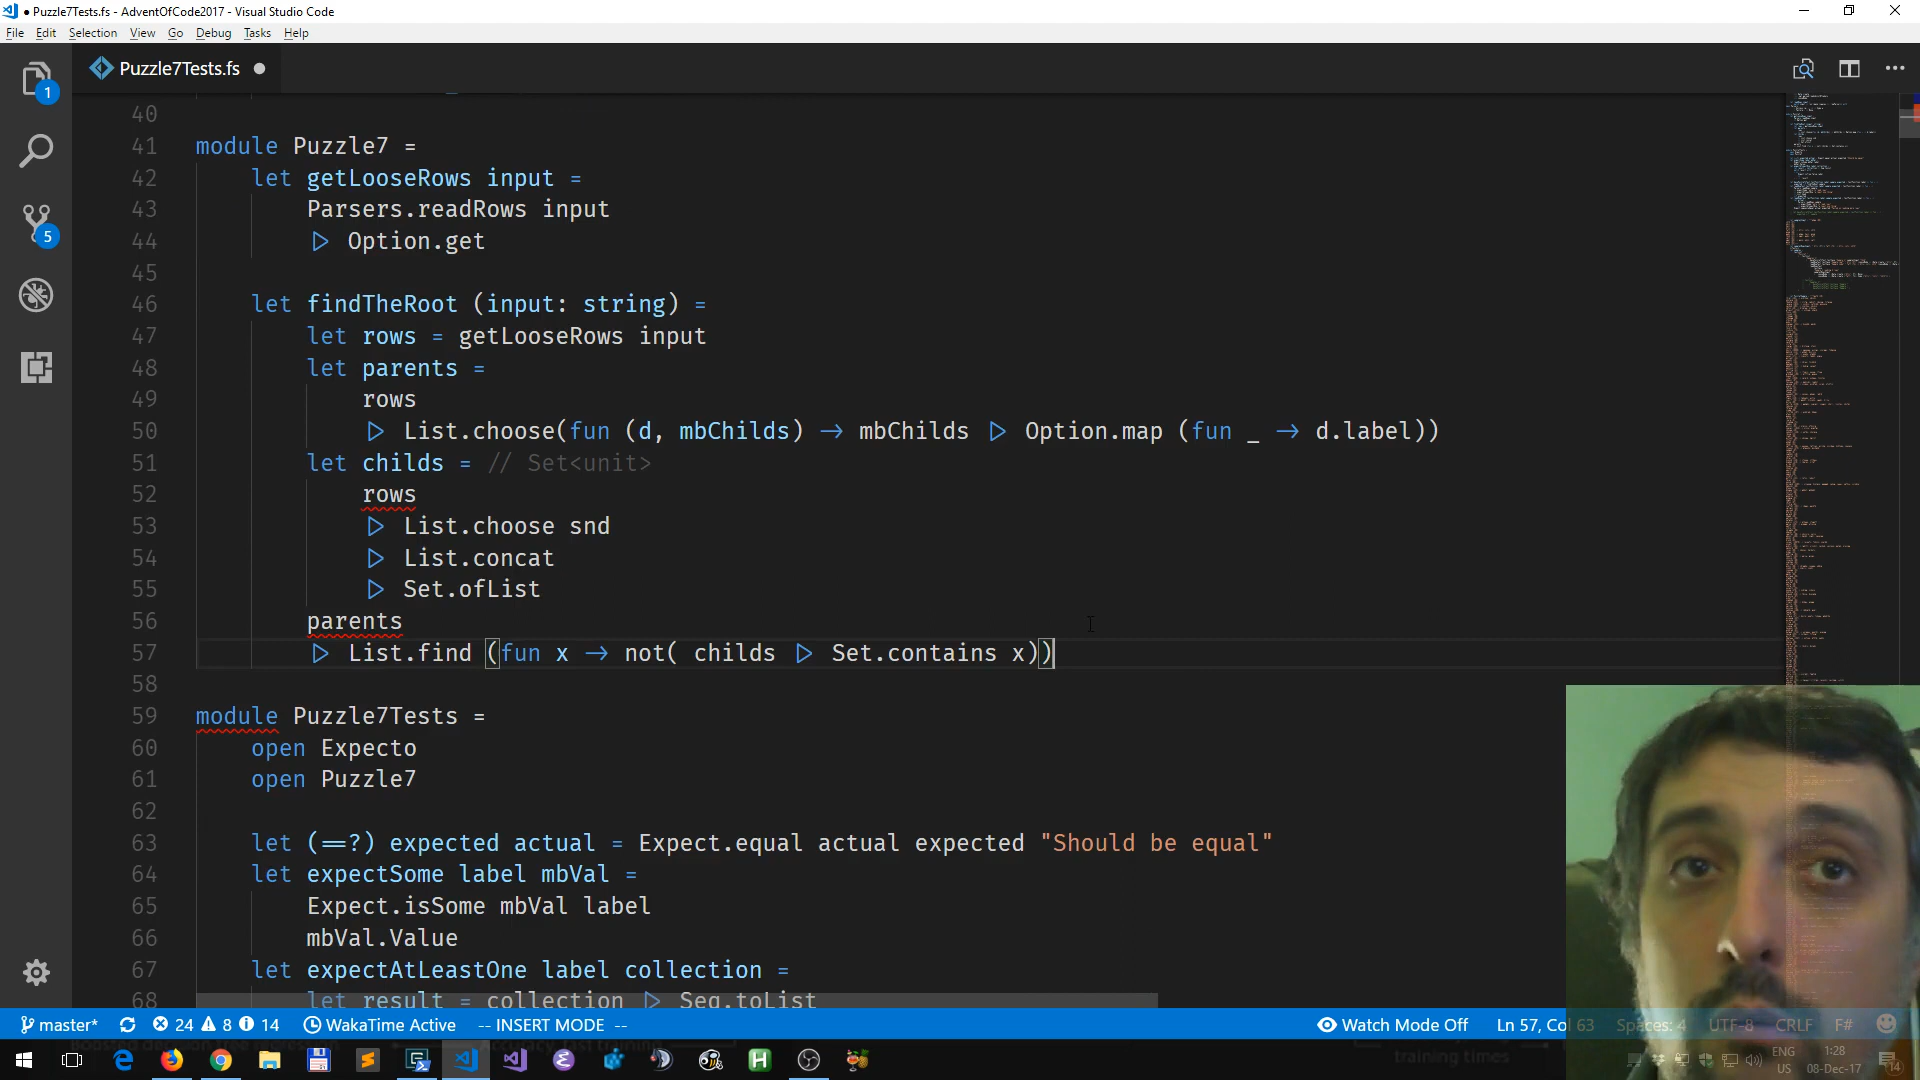 ● Puzzle7Tests.fs - AdventOfCode2017 - Visual Studio Code
File Edit Selection View Go Debug Tasks Help
1 Puzzle7Tests.fs ●
40
41 module Puzzle7 =
42 let getLooseRows input =
43 Parsers.readRows input
44 ▷ Option.get
45
46 let findTheRoot (input: string) =
47 let rows = getLooseRows input
48 let parents =
49 rows
50 ▷ List.choose(fun (d, mbChilds) → mbChilds ▷ Option.map (fun _ → d.label))
51 let childs = // Set<unit>
52 rows
53 ▷ List.choose snd
54 ▷ List.concat
55 ▷ Set.ofList
56 parents
57 ▷ List.find (fun x → not( childs ▷ Set.contains x))
58
59 module Puzzle7Tests =
60 open Expecto
61 open Puzzle7
62
63 let (==?) expected actual = Expect.equal actual expected "Should be equal"
64 let expectSome label mbVal =
65 Expect.isSome mbVal label
66 mbVal.Value
67 let expectAtLeastOne label collection =
68 let result = collection ▷ Seq.toList
5
master* 24 8 14 WakaTime Active -- INSERT MODE -- Watch Mode Off Ln 57, Col 63 Spaces: 4 UTF-8 CRLF F#
training times
ENG
US
1:28
08-Dec-17
14